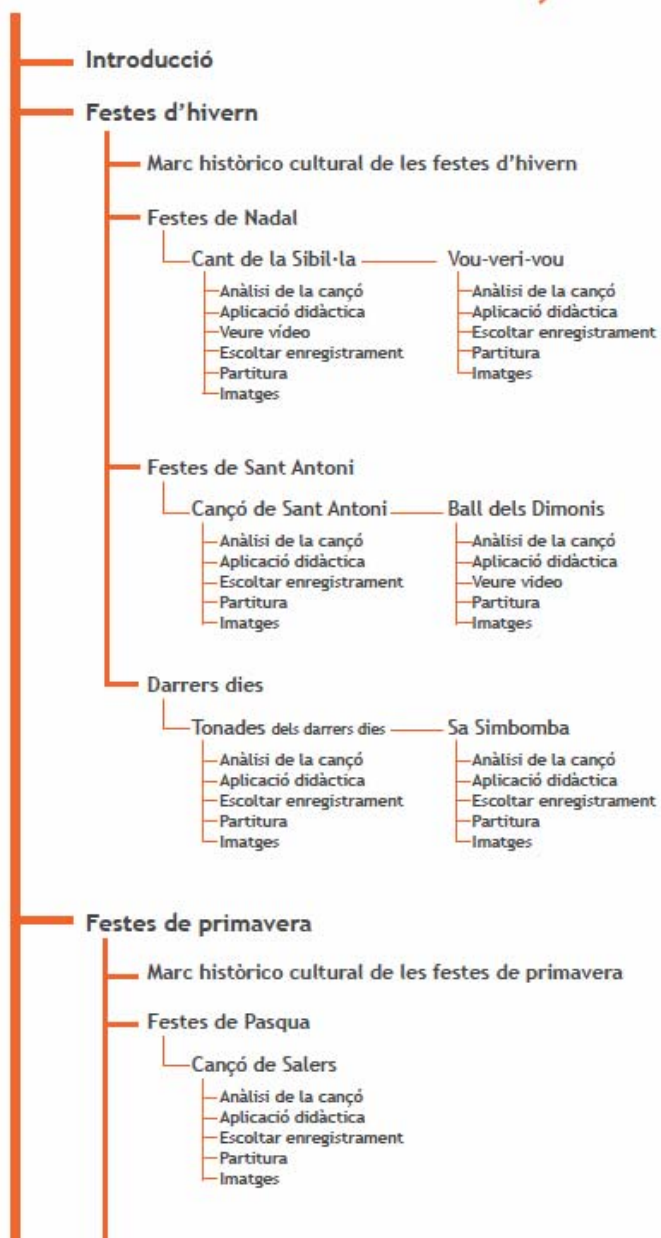 Introducció
Festes d'hivern
Marc històrico cultural de les festes d'hivern
Festes de Nadal
Cant de la Sibil·la
Anàlisi de la cançó
Aplicació didàctica
Veure vídeo
Escoltar enregistrament
Partitura
Imatges
Vou-veri-vou
Anàlisi de la cançó
Aplicació didàctica
Escoltar enregistrament
Partitura
Imatges
Festes de Sant Antoni
Cançó de Sant Antoni
Anàlisi de la cançó
Aplicació didàctica
Escoltar enregistrament
Partitura
Imatges
Ball dels Dimonis
Anàlisi de la cançó
Aplicació didàctica
Veure video
Partitura
Imatges
Darrers dies
Tonades dels darrers dies
Anàlisi de la cançó
Aplicació didàctica
Escoltar enregistrament
Partitura
Imatges
Sa Simbomba
Anàlisi de la cançó
Aplicació didàctica
Escoltar enregistrament
Partitura
Imatges
Festes de primavera
Marc històrico cultural de les festes de primavera
Festes de Pasqua
Cançó de Salers
Anàlisi de la cançó
Aplicació didàctica
Escoltar enregistrament
Partitura
Imatges